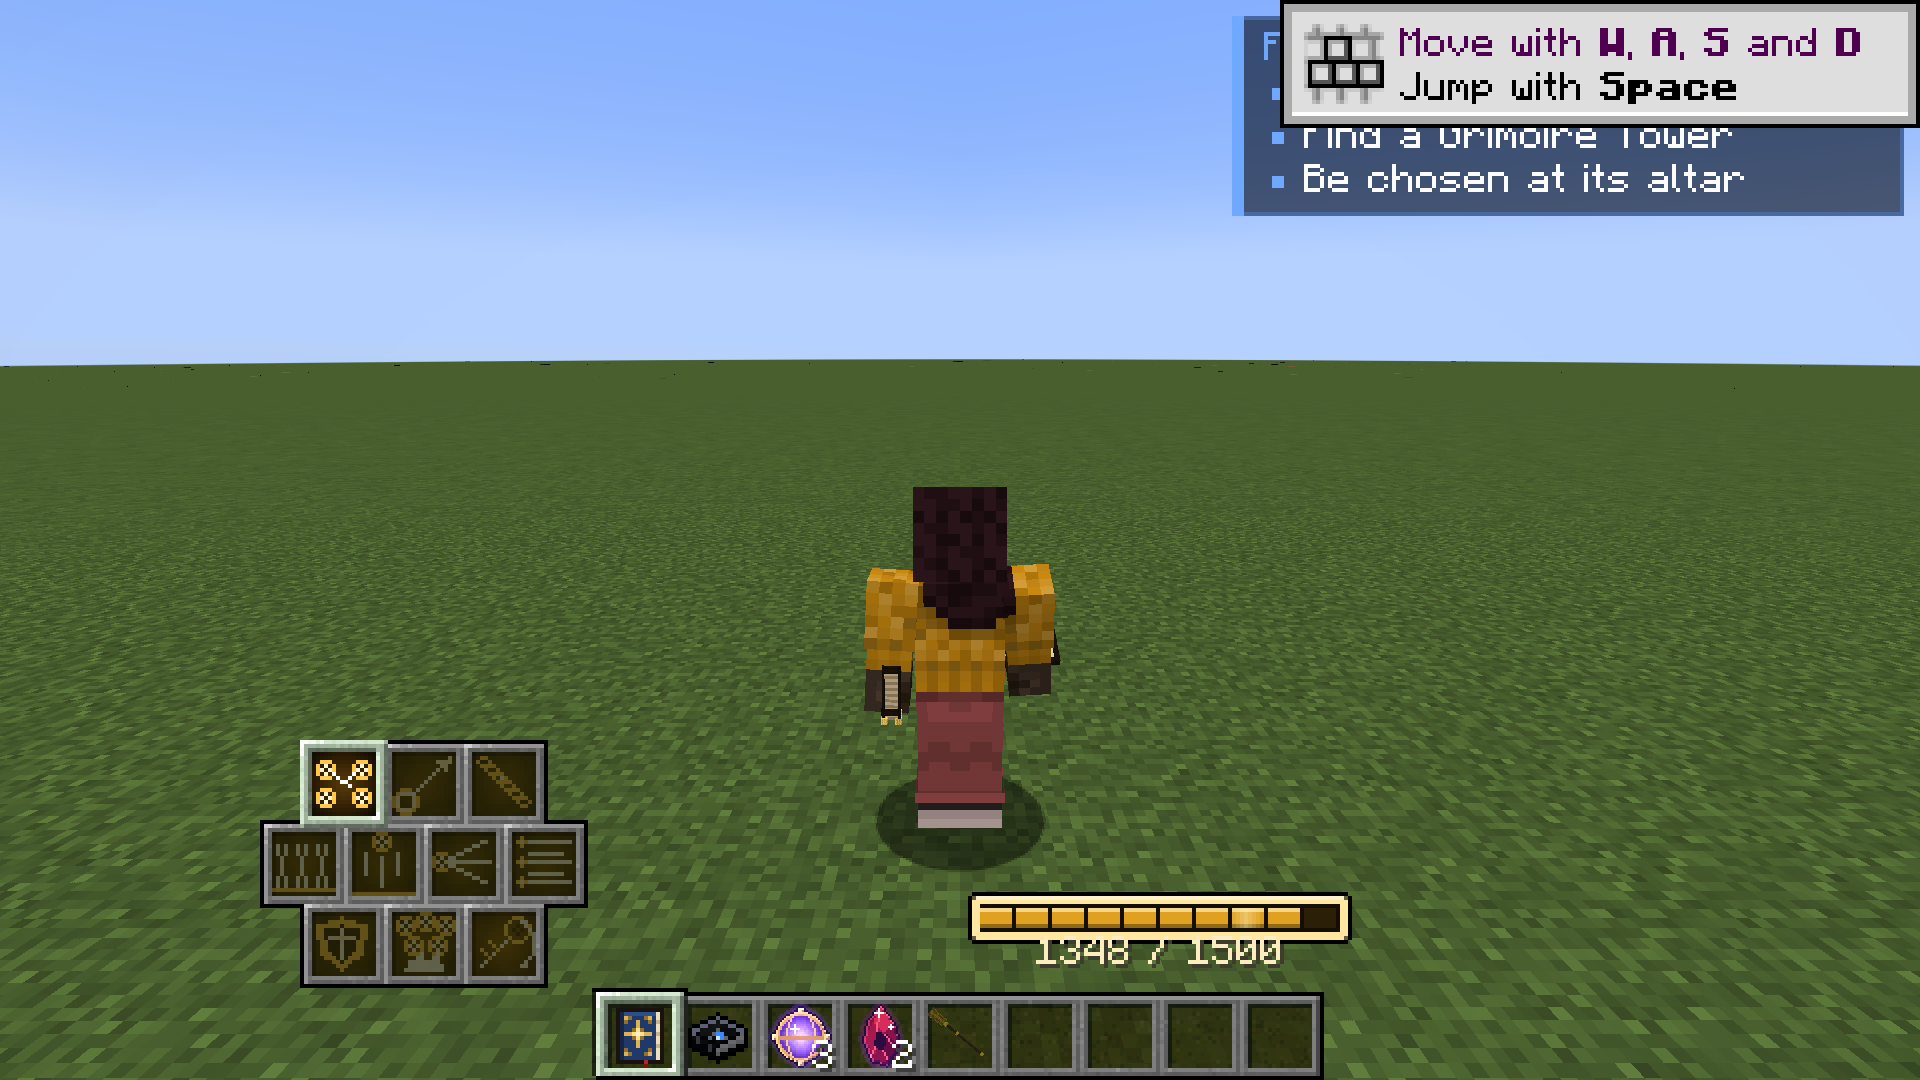 Move with W, A, S and D
Jump with Space
Find a Grimoire Tower
Be chosen at its altar
1348 / 1500
3
2